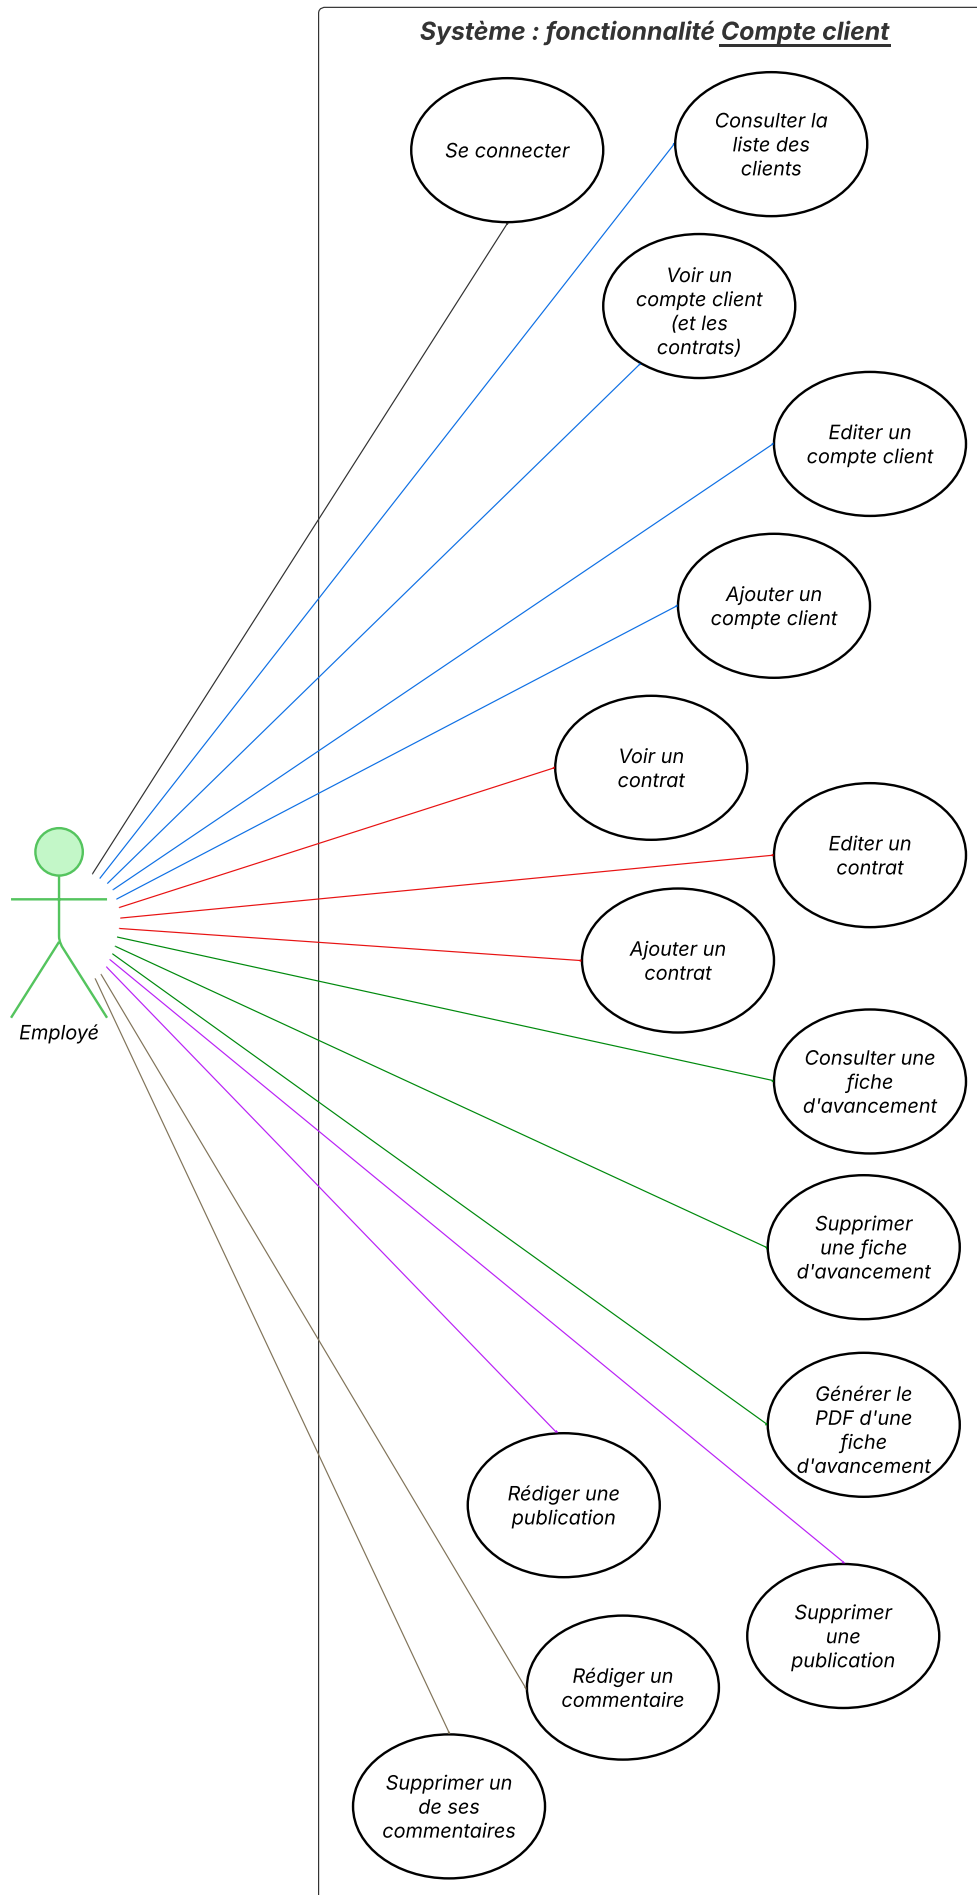 Système : fonctionnalité Compte client
Se connecter
Consulter la
liste des
clients
Voir un
compte client
(et les
contrats)
Editer un
compte client
Ajouter un
compte client
Voir un
contrat
Editer un
contrat
Ajouter un
contrat
Employé
Consulter une
fiche
d'avancement
Supprimer
une fiche
d'avancement
Générer le
PDF d'une
fiche
d'avancement
Rédiger une
publication
Supprimer
une
publication
Rédiger un
commentaire
Supprimer un
de ses
commentaires